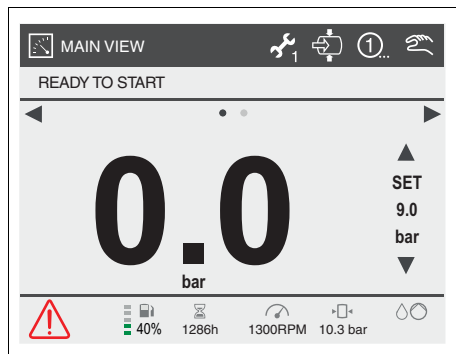 MAIN VIEW
1
1...
READY TO START
0.0
bar
SET
9.0
bar
40%
1286h
1300RPM
10.3 bar